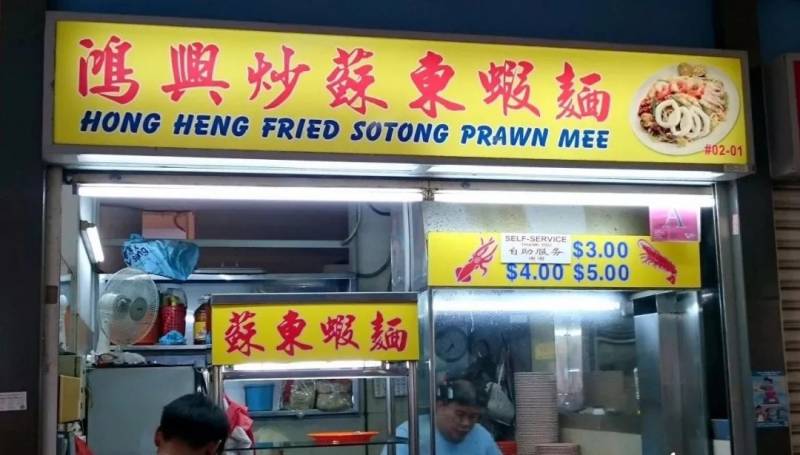 鴻興炒蘇東蝦麵
HONG HENG FRIED SOTONG PRAWN MEE
#02-01
A
SELF-SERVICE
自助服务
$3.00
$4.00 $5.00
蘇東蝦麵